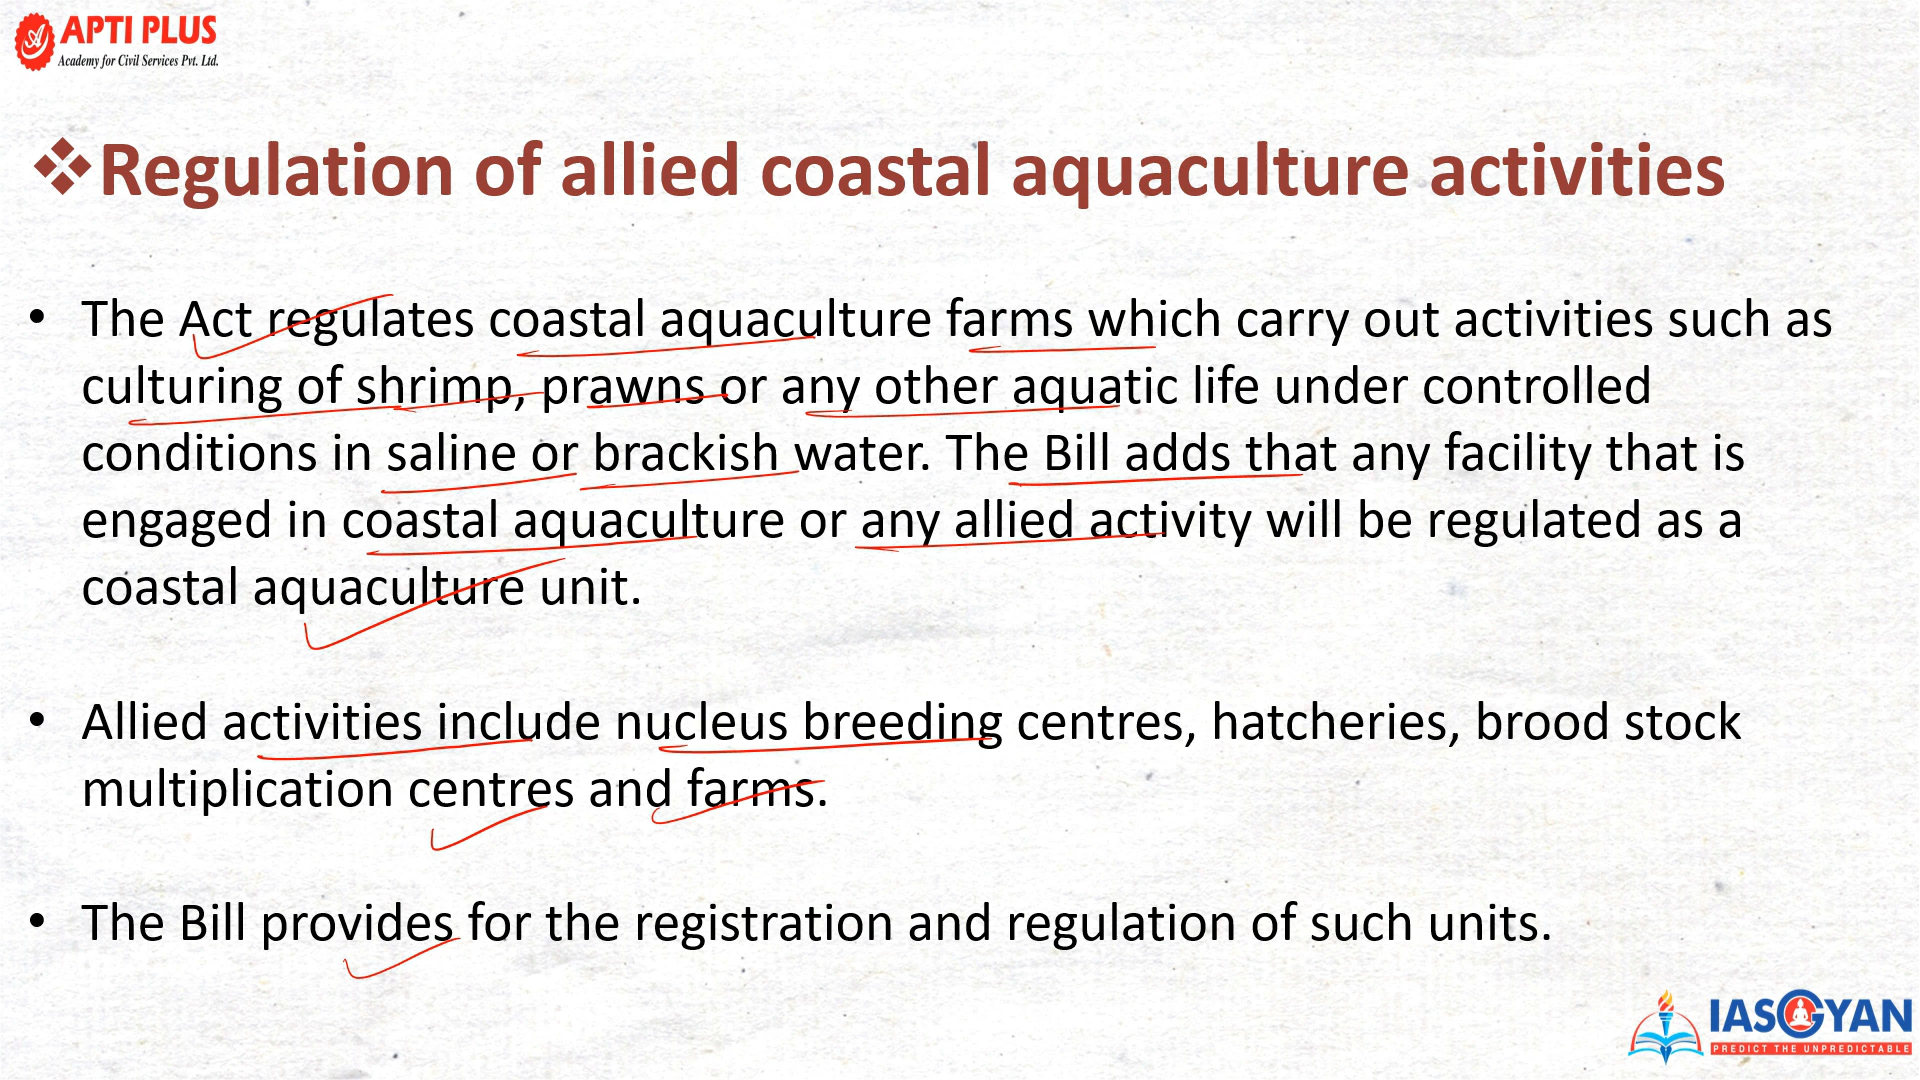 APTI PLUS
Academy for Civil Services Pvt. Ltd.
❖Regulation of allied coastal aquaculture activities
• The Act regulates coastal aquaculture farms which carry out activities such as
culturing of shrimp, prawns or any other aquatic life under controlled
conditions in saline or brackish water. The Bill adds that any facility that is
engaged in coastal aquaculture or any allied activity will be regulated as a
coastal aquaculture unit.
• Allied activities include nucleus breeding centres, hatcheries, brood stock
multiplication centres and farms.
• The Bill provides for the registration and regulation of such units.
IASGYAN
PREDICT THE UNPREDICTABLE